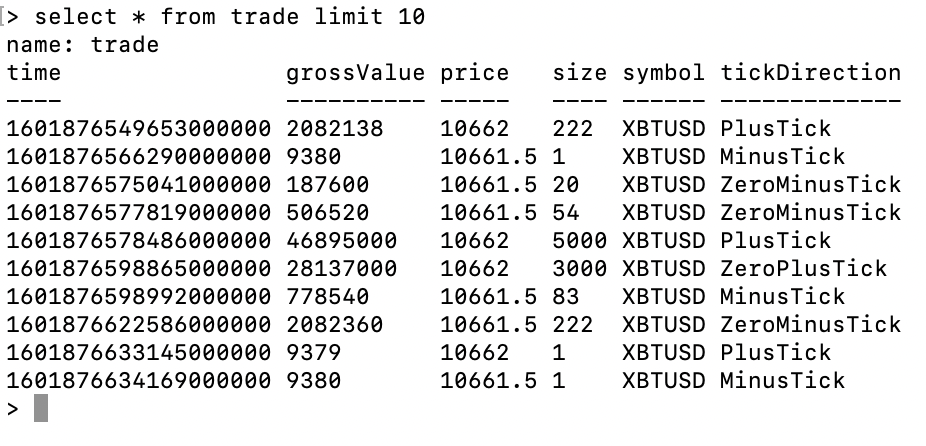 > select * from trade limit 10
name: trade
time grossValue price size symbol tickDirection
---- ---------- ----- ---- ------ -------------
1601876549653000000 2082138 10662 222 XBTUSD PlusTick
1601876566290000000 9380 10661.5 1 XBTUSD MinusTick
1601876575041000000 187600 10661.5 20 XBTUSD ZeroMinusTick
1601876577819000000 506520 10661.5 54 XBTUSD ZeroMinusTick
1601876578486000000 46895000 10662 5000 XBTUSD PlusTick
1601876598865000000 28137000 10662 3000 XBTUSD ZeroPlusTick
1601876598992000000 778540 10661.5 83 XBTUSD MinusTick
1601876622586000000 2082360 10661.5 222 XBTUSD ZeroMinusTick
1601876633145000000 9379 10662 1 XBTUSD PlusTick
1601876634169000000 9380 10661.5 1 XBTUSD MinusTick
>